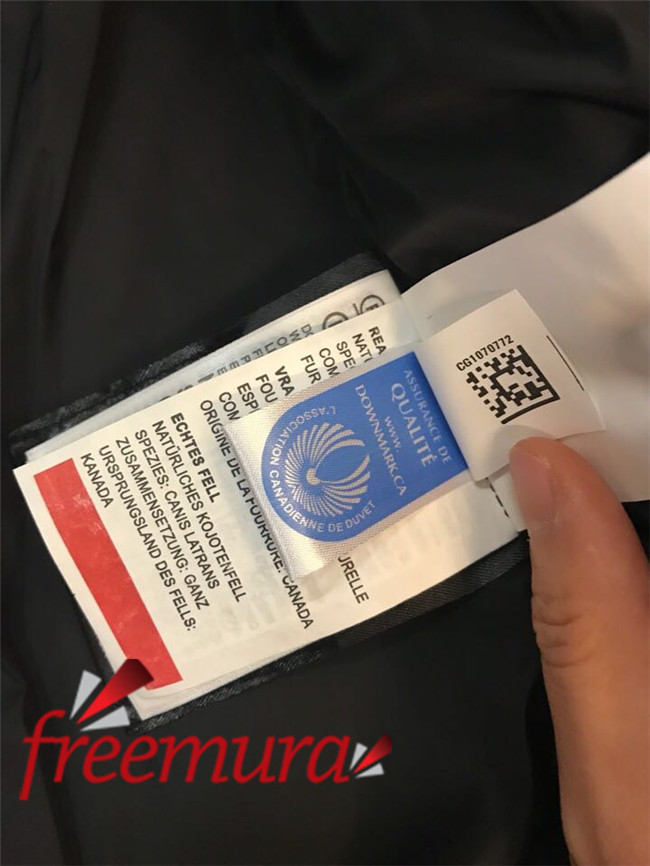 REA
NAT
SPE
COM
FUR
VRA
FOU
ESP
CON
ORIGINE DE LA FOURRURE: CANADA
URELLE
ECHTES FELL
NATÜRLICHES KOJOTENFELL
SPEZIES: CANIS LATRANS
ZUSAMMENSETZUNG: GANZ
URSPRUNGSLAND DES FELLS:
KANADA
ASSURANCE DE
QUALITÉ
WWW.
DOWNMARK.CA
L'ASSOCIATION CANADIENNE DE DUVET
CG1070772
freemura